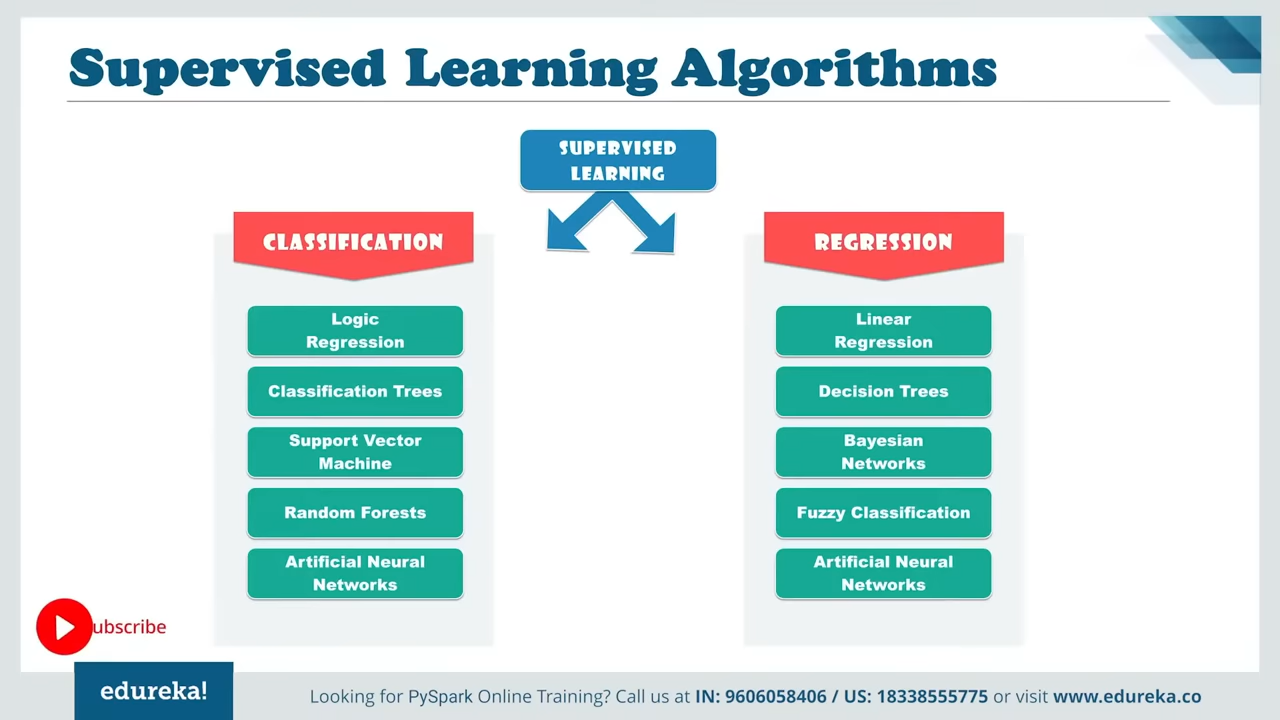 Supervised Learning Algorithms
SUPERVISED
LEARNING
CLASSIFICATION
Logic
Regression
Classification Trees
Support Vector
Machine
Random Forests
Artificial Neural
Networks
REGRESSION
Linear
Regression
Decision Trees
Bayesian
Networks
Fuzzy Classification
Artificial Neural
Networks
ubscribe
edureka!
Looking for PySpark Online Training? Call us at IN: 9606058406 / US: 18338555775 or visit www.edureka.co